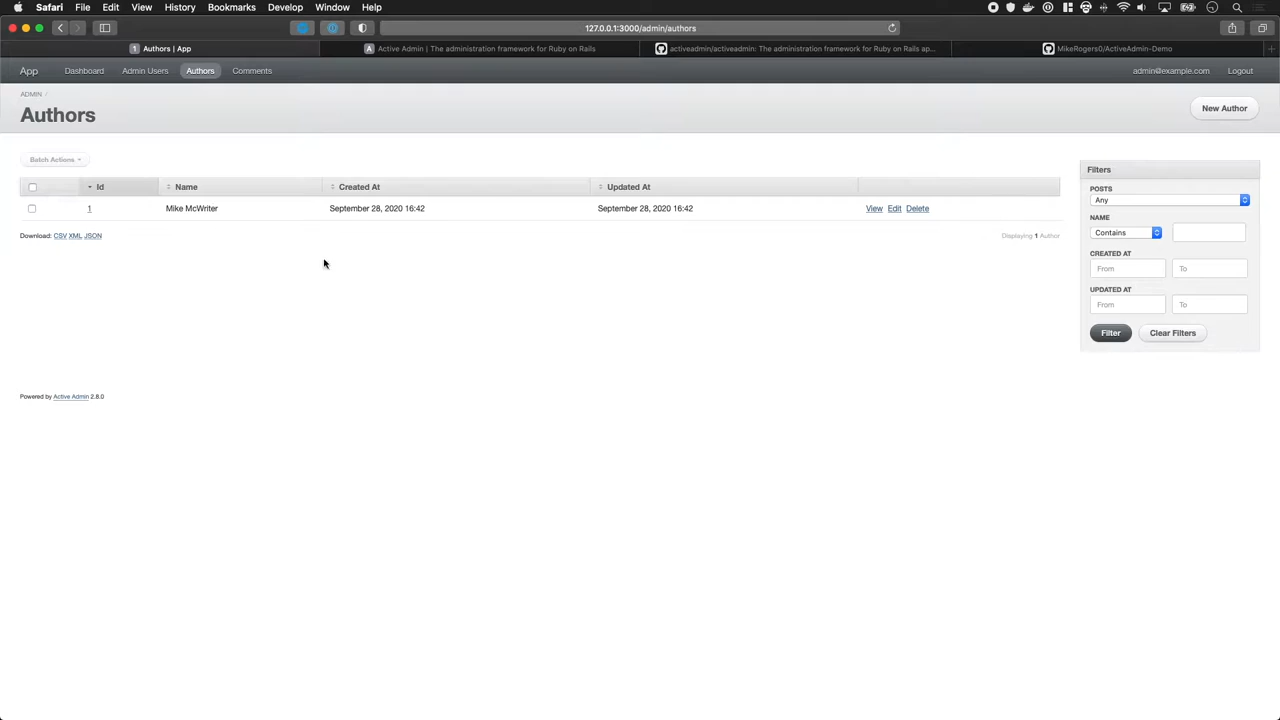 Safari File Edit View History Bookmarks Develop Window Help
127.0.0.1:3000/admin/authors
1 Authors | App
Active Admin | The administration framework for Ruby on Rails
activeadmin/activeadmin: The administration framework for Ruby on Rails ap...
MikeRogers0/ActiveAdmin-Demo
App Dashboard Admin Users Authors Comments admin@example.com Logout
ADMIN /
Authors
New Author
Batch Actions
Id Name Created At Updated At
1 Mike McWriter September 28, 2020 16:42 September 28, 2020 16:42 View Edit Delete
Download: CSV XML JSON
Displaying 1 Author
Filters
POSTS
Any
NAME
Contains
CREATED AT
From To
UPDATED AT
From To
Filter Clear Filters
Powered by Active Admin 2.8.0